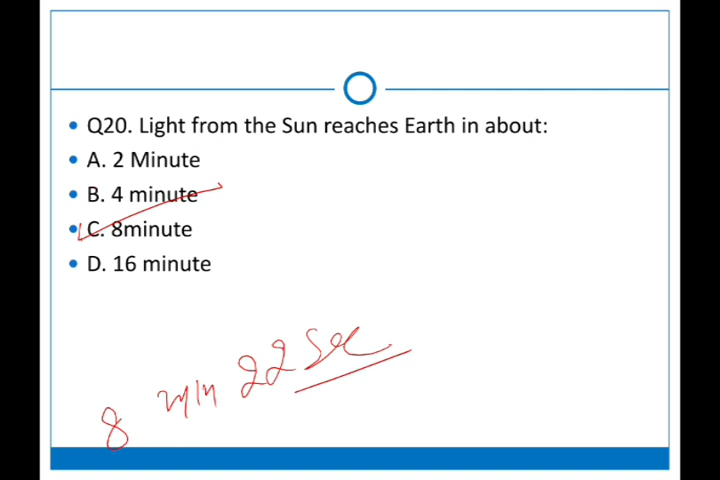 Q20. Light from the Sun reaches Earth in about:
A. 2 Minute
B. 4 minute
C. 8minute
D. 16 minute
8 min 22 Sec